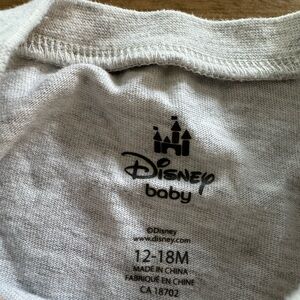 Disney
baby
©Disney
www.disney.com
12-18M
MADE IN CHINA
FABRIQUÉ EN CHINE
CA 18702